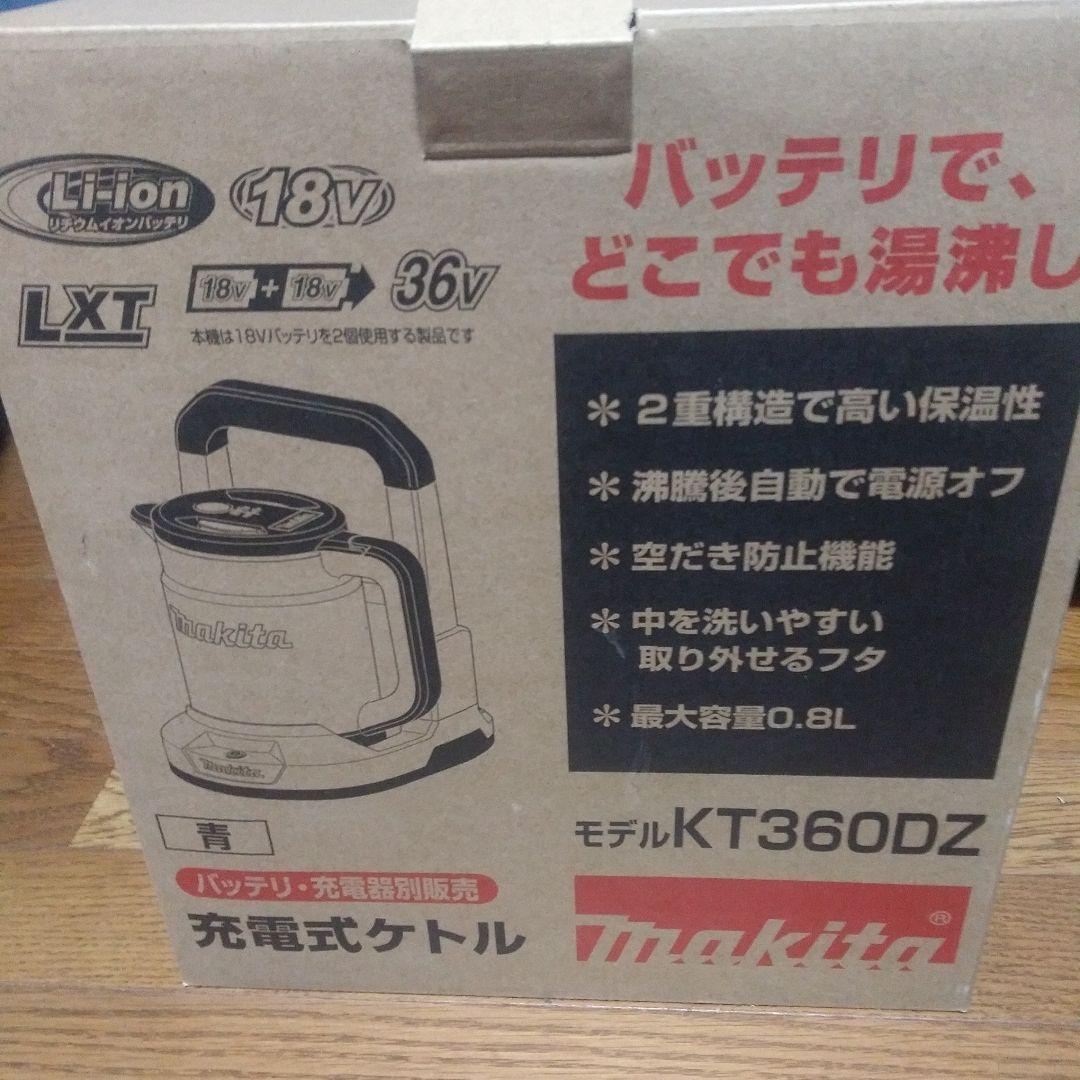 Li-ion
リチウムイオンバッテリ
18V
LXT
18V + 18V 36V
本機は18Vバッテリを2個使用する製品です
バッテリで、
どこでも湯沸し
＊ 2重構造で高い保温性
＊ 沸騰後自動で電源オフ
＊ 空だき防止機能
＊ 中を洗いやすい
取り外せるフタ
＊ 最大容量0.8L
makita
makita
青
モデルKT360DZ
バッテリ・充電器別販売
充電式ケトル
makita®